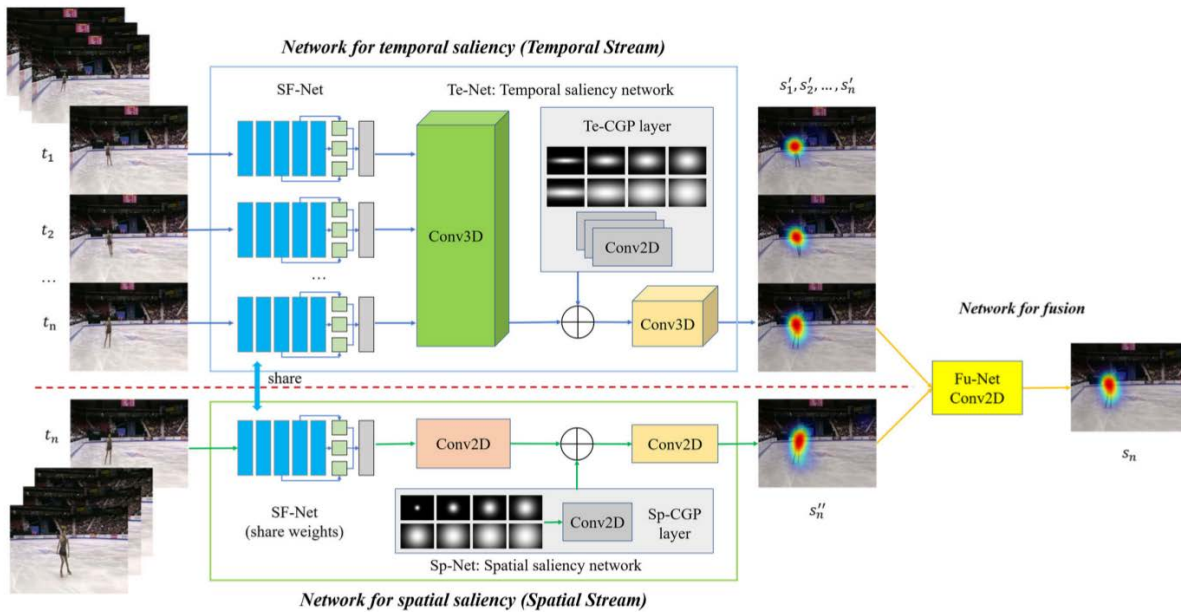 Network for temporal saliency (Temporal Stream)
SF-Net
Te-Net: Temporal saliency network
s′₁, s′₂, ..., s′ₙ
Te-CGP layer
t₁
t₂
...
tₙ
Conv3D
Conv2D
...
Conv3D
share
Network for fusion
Fu-Net
Conv2D
sₙ
tₙ
Conv2D
Conv2D
SF-Net
(share weights)
Conv2D
Sp-CGP
layer
s″ₙ
Sp-Net: Spatial saliency network
Network for spatial saliency (Spatial Stream)